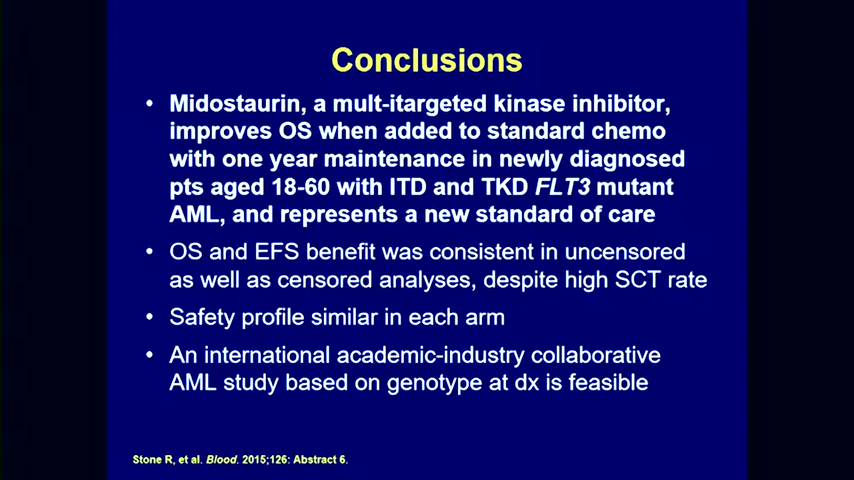 Conclusions
• Midostaurin, a mult-itargeted kinase inhibitor,
improves OS when added to standard chemo
with one year maintenance in newly diagnosed
pts aged 18-60 with ITD and TKD FLT3 mutant
AML, and represents a new standard of care
• OS and EFS benefit was consistent in uncensored
as well as censored analyses, despite high SCT rate
• Safety profile similar in each arm
• An international academic-industry collaborative
AML study based on genotype at dx is feasible
Stone R, et al. Blood. 2015;126: Abstract 6.